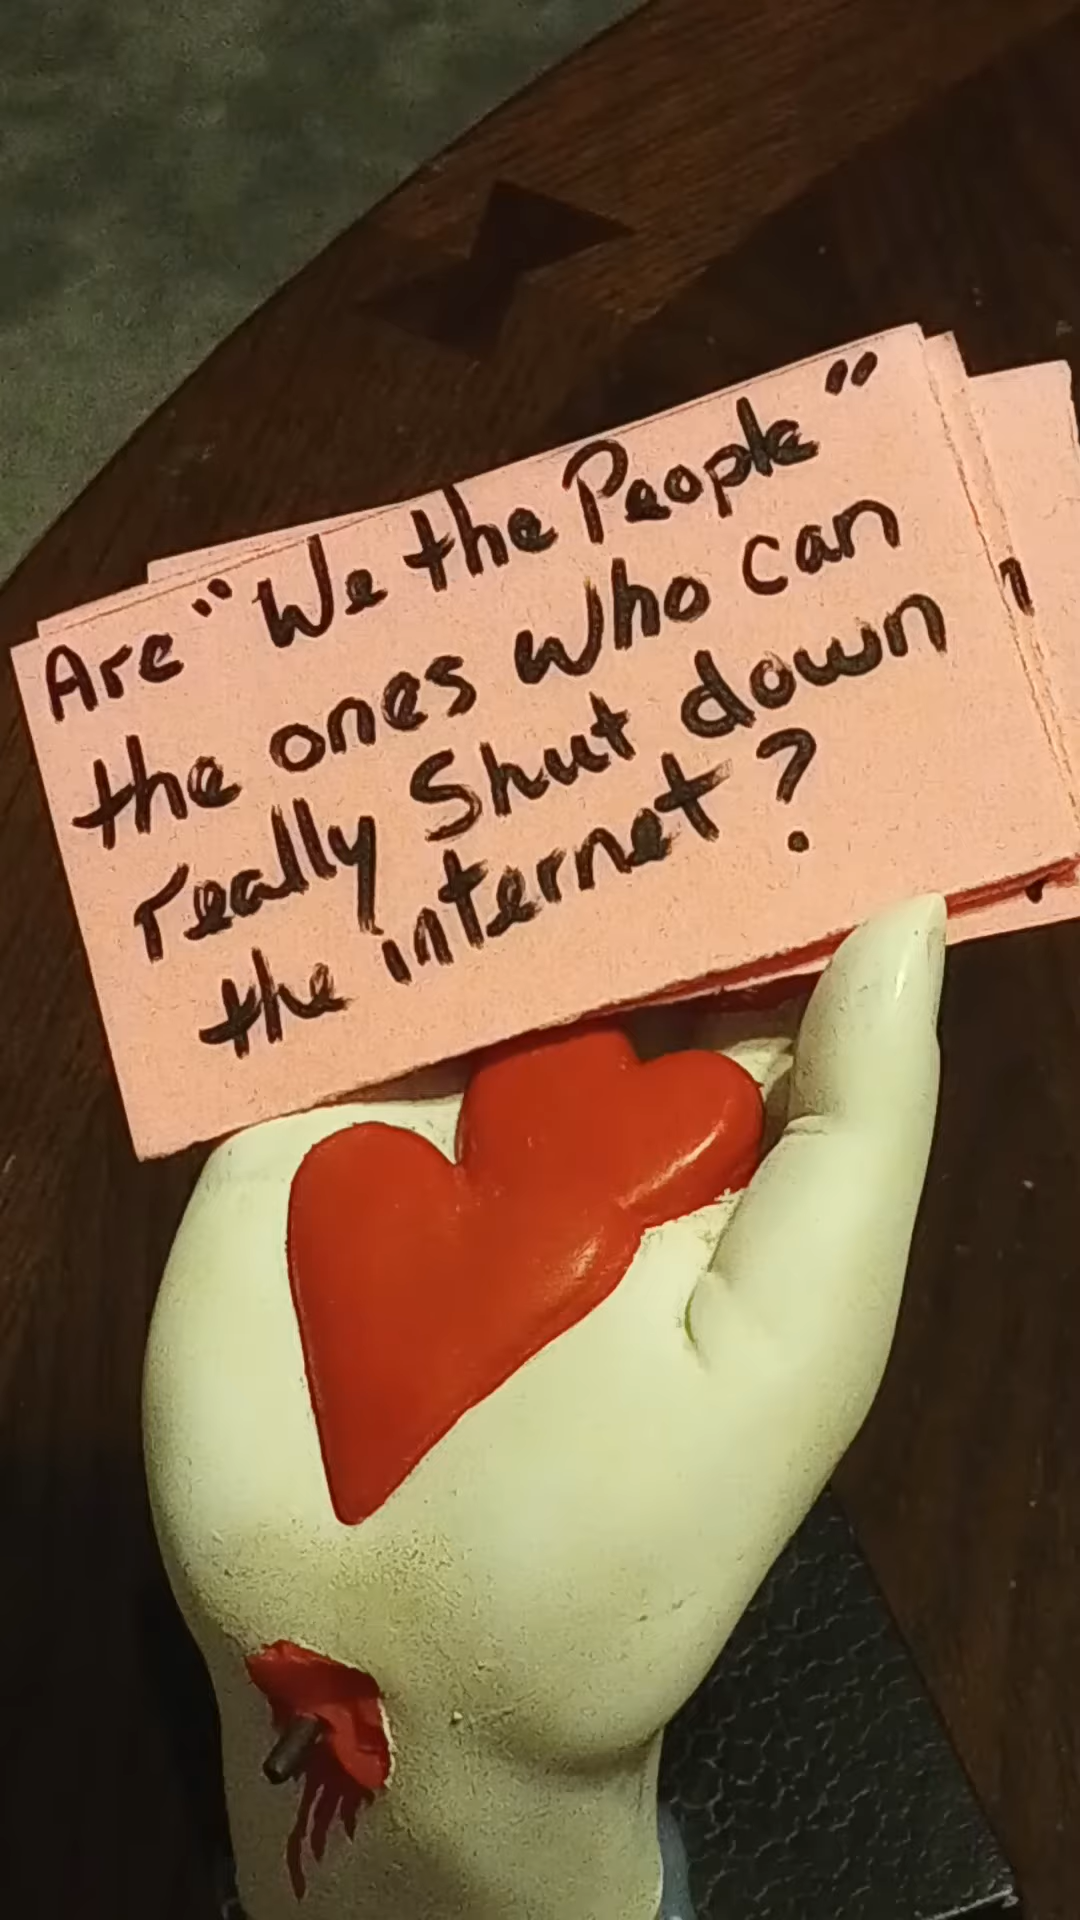 Are "We the People"
the ones who can
really Shut down
the internet?